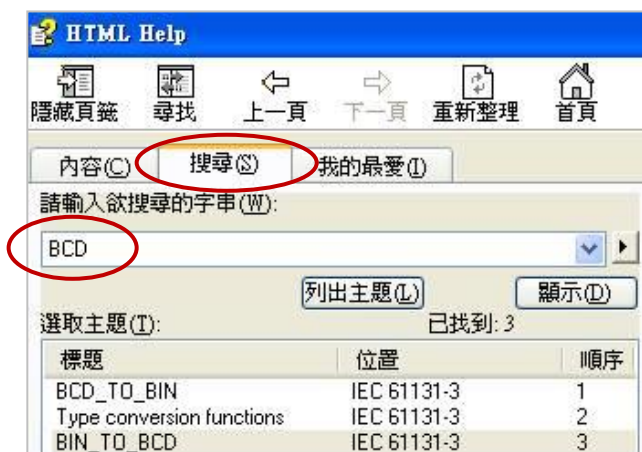 HTML Help
隱藏頁籤 尋找 上一頁 下一頁 重新整理 首頁
內容(C) 搜尋(S) 我的最愛(I)
請輸入欲搜尋的字串(W):
BCD
列出主題(L) 顯示(D)
選取主題(T): 已找到: 3
標題 位置 順序
BCD_TO_BIN IEC 61131-3 1
Type conversion functions IEC 61131-3 2
BIN_TO_BCD IEC 61131-3 3